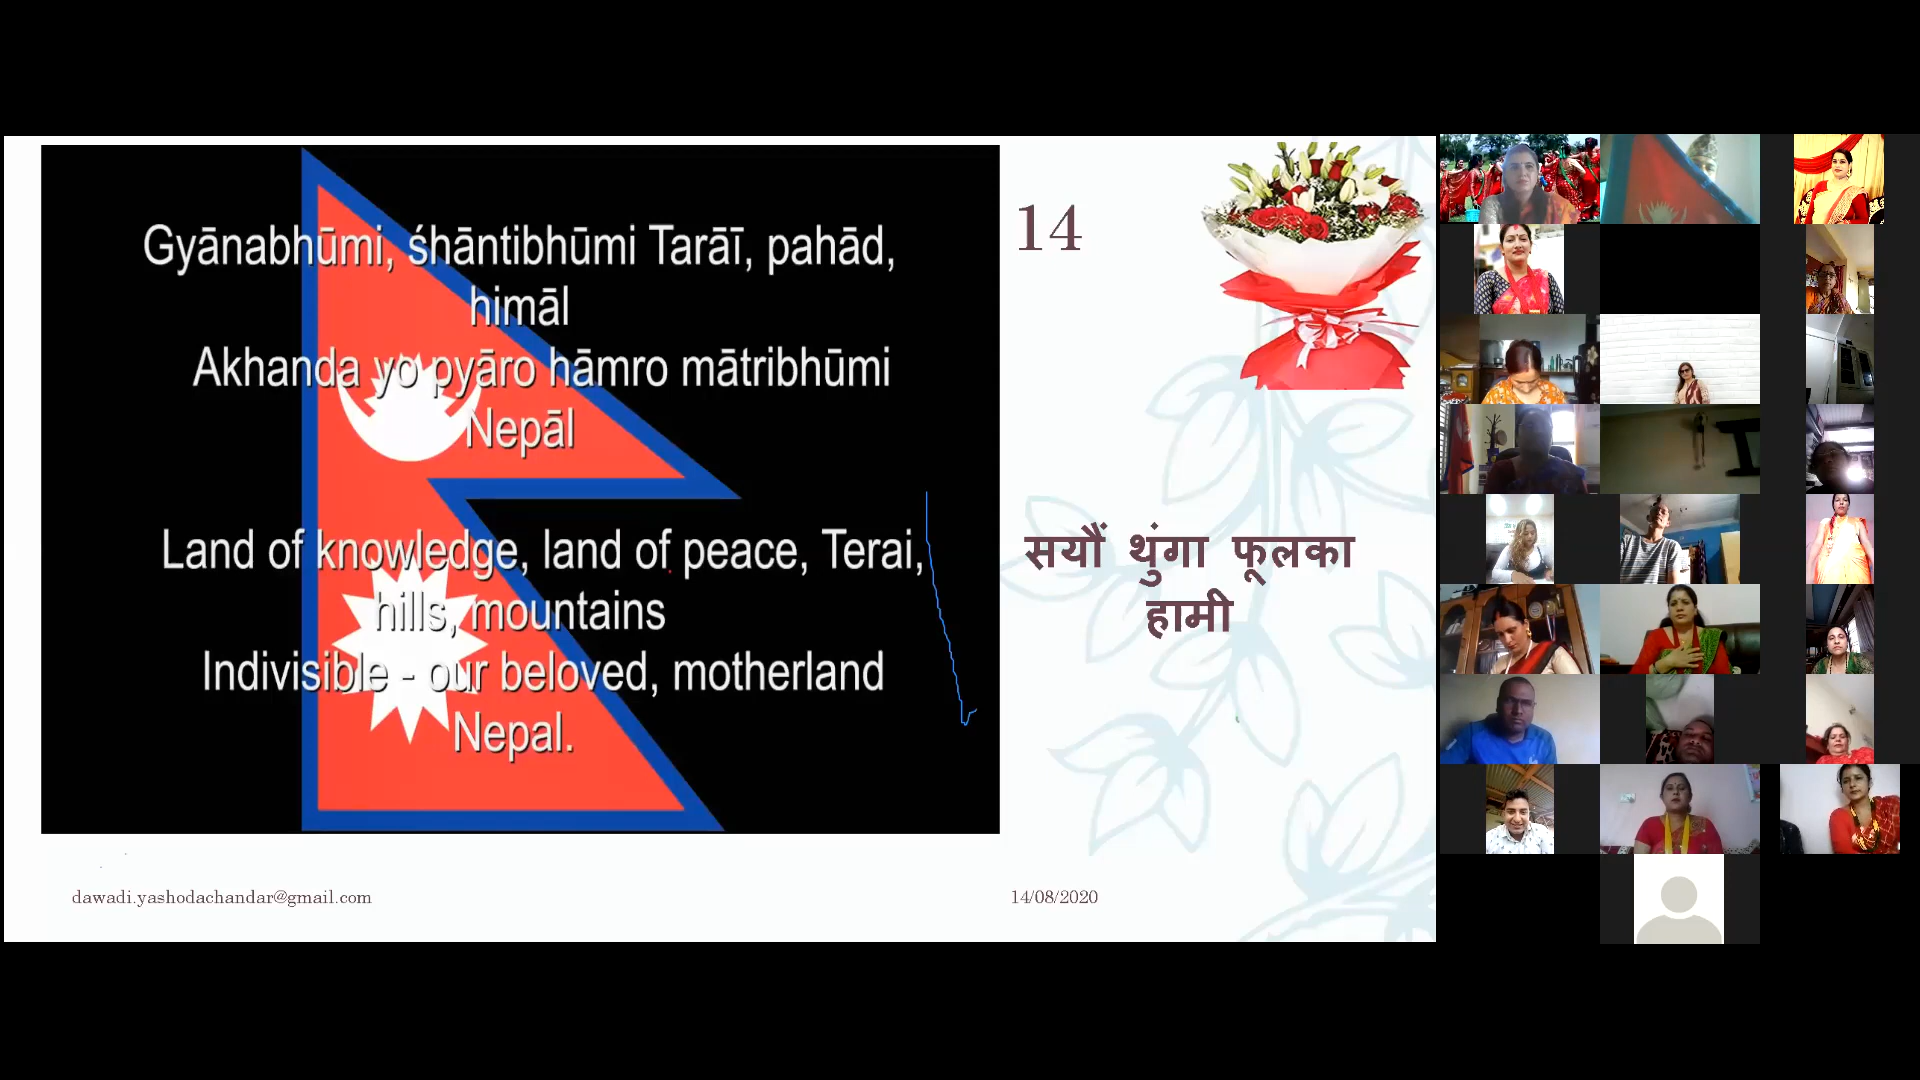 Gyānabhūmi, śhāntibhūmi Tarāī, pahād,
himāl
Akhanda yo pyāro hāmro mātribhūmi
Nepāl
Land of knowledge, land of peace, Terai,
hills, mountains
Indivisible - our beloved, motherland
Nepal.
14
सयौं थुंगा फूलका
हामी
dawadi.yashodachandar@gmail.com
14/08/2020